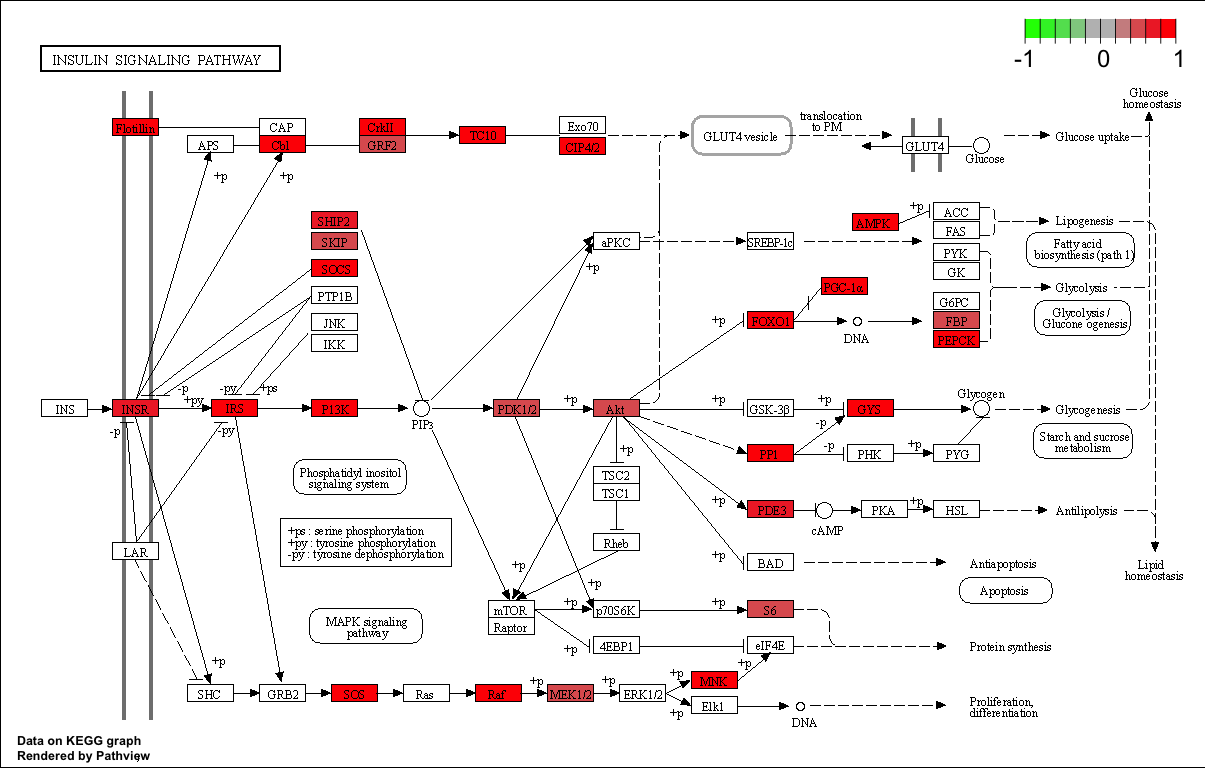 -1 0 1
INSULIN SIGNALING PATHWAY
Glucose
homeostasis
Flotillin
CAP
Cbl
APS
CrkII
GRF2
TC10
Exo70
CIP4/2
GLUT4 vesicle
translocation
to PM
GLUT4
Glucose
Glucose uptake
+p
+p
SHIP2
SKIP
SOCS
PTP1B
JNK
IKK
aPKC
+p
SREBP-1c
AMPK
+p
ACC
FAS
PYK
GK
G6PC
FBP
PEPCK
Lipogenesis
Fatty acid
biosynthesis (path 1)
Glycolysis
Glycolysis /
Glucone ogenesis
PGC-1α
+p
FOXO1
DNA
INS
INSR
-p
+py
-py
+ps
IRS
PI3K
PIP3
PDK1/2
+p
Akt
GSK-3β
+p
GYS
Glycogen
Glycogenesis
-p
-py
Starch and sucrose
metabolism
+p
PP1
-p
PHK
+p
PYG
Phosphatidyl inositol
signaling system
TSC2
TSC1
+p
PDE3
cAMP
PKA
+p
HSL
Antilipolysis
+ps : serine phosphorylation
+py : tyrosine phosphorylation
-py : tyrosine dephosphorylation
LAR
Rheb
+p
BAD
Antiapoptosis
Lipid
homeostasis
Apoptosis
+p
+p
mTOR
Raptor
+p
p70S6K
+p
S6
MAPK signaling
pathway
+p
4EBP1
eIF4E
Protein synthesis
+p
+p
SHC
GRB2
SOS
Ras
Raf
+p
MEK1/2
+p
ERK1/2
+p
MNK
+p
Elk1
DNA
Proliferation,
differentiation
Data on KEGG graph
Rendered by Pathview